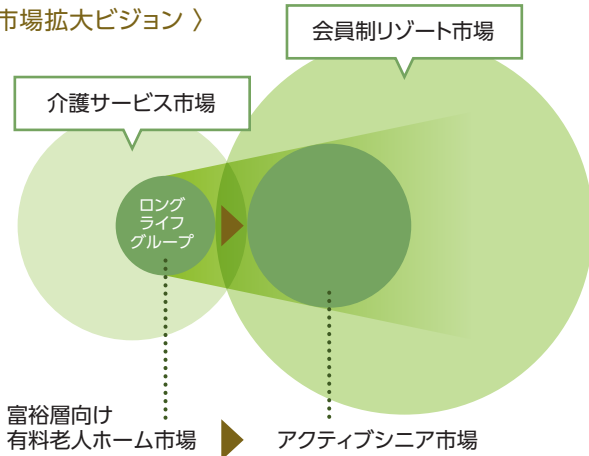 市場拡大ビジョン 〉
会員制リゾート市場
介護サービス市場
ロング
ライフ
グループ
富裕層向け
有料老人ホーム市場
アクティブシニア市場